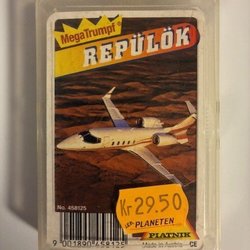 MegaTrumpf®
REPÜLŐK
No. 458125
Kr 29.50
PLANETEN
PIATNIK
9 001890 458125
Made in Austria
CE